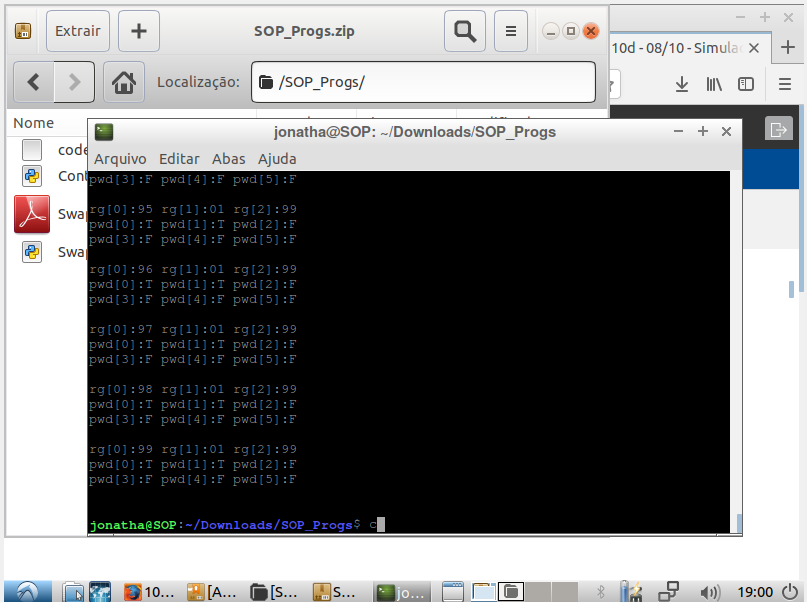 Extrair
SOP_Progs.zip
Localização:
/SOP_Progs/
10d - 08/10 - Simula
Nome
code
Con
Swap
Swap
jonatha@SOP: ~/Downloads/SOP_Progs
Arquivo Editar Abas Ajuda
pwd[3]:F pwd[4]:F pwd[5]:F
rg[0]:95 rg[1]:01 rg[2]:99
pwd[0]:T pwd[1]:T pwd[2]:F
pwd[3]:F pwd[4]:F pwd[5]:F
rg[0]:96 rg[1]:01 rg[2]:99
pwd[0]:T pwd[1]:T pwd[2]:F
pwd[3]:F pwd[4]:F pwd[5]:F
rg[0]:97 rg[1]:01 rg[2]:99
pwd[0]:T pwd[1]:T pwd[2]:F
pwd[3]:F pwd[4]:F pwd[5]:F
rg[0]:98 rg[1]:01 rg[2]:99
pwd[0]:T pwd[1]:T pwd[2]:F
pwd[3]:F pwd[4]:F pwd[5]:F
rg[0]:99 rg[1]:01 rg[2]:99
pwd[0]:T pwd[1]:T pwd[2]:F
pwd[3]:F pwd[4]:F pwd[5]:F
jonatha@SOP:~/Downloads/SOP_Progs$ c
10... [A... [S... S... jo... 19:00